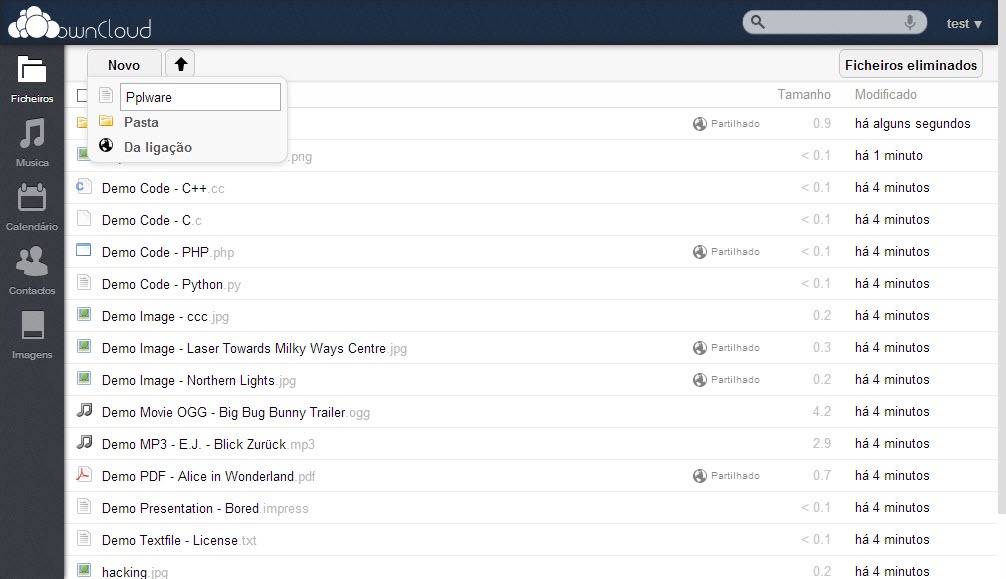 ownCloud
test ▼
Novo
Ficheiros eliminados
Pplware
Pasta
Da ligação
Tamanho Modificado
Partilhado 0.9 há alguns segundos
.png < 0.1 há 1 minuto
Demo Code - C++.cc < 0.1 há 4 minutos
Demo Code - C.c < 0.1 há 4 minutos
Demo Code - PHP.php Partilhado < 0.1 há 4 minutos
Demo Code - Python.py < 0.1 há 4 minutos
Demo Image - ccc.jpg 0.2 há 4 minutos
Demo Image - Laser Towards Milky Ways Centre.jpg Partilhado 0.3 há 4 minutos
Demo Image - Northern Lights.jpg Partilhado 0.2 há 4 minutos
Demo Movie OGG - Big Bug Bunny Trailer.ogg 4.2 há 4 minutos
Demo MP3 - E.J. - Blick Zurück.mp3 2.9 há 4 minutos
Demo PDF - Alice in Wonderland.pdf Partilhado 0.7 há 4 minutos
Demo Presentation - Bored.impress < 0.1 há 4 minutos
Demo Textfile - License.txt < 0.1 há 4 minutos
hacking.jpg 0.2 há 4 minutos
Ficheiros
Musica
Calendário
Contactos
Imagens